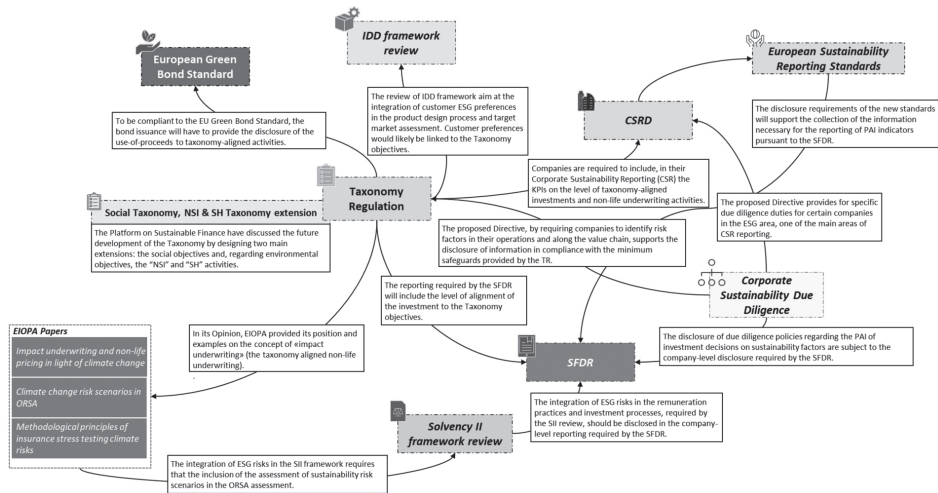 IDD framework
review
European Green
Bond Standard
European Sustainability
Reporting Standards
To be compliant to the EU Green Bond Standard, the
bond issuance will have to provide the disclosure of the
use-of-proceeds to taxonomy-aligned activities.
The review of IDD framework aim at the
integration of customer ESG preferences
in the product design process and target
market assessment. Customer preferences
would likely be linked to the Taxonomy
objectives.
CSRD
The disclosure requirements of the new standards
will support the collection of the information
necessary for the reporting of PAI indicators
pursuant to the SFDR.
Companies are required to include, in their
Corporate Sustainability Reporting (CSR) the
KPIs on the level of taxonomy-aligned
investments and non-life underwriting activities.
Taxonomy
Regulation
Social Taxonomy, NSI & SH Taxonomy extension
The Platform on Sustainable Finance have discussed the future
development of the Taxonomy by designing two main
extensions: the social objectives and, regarding environmental
objectives, the “NSI” and “SH” activities.
The proposed Directive, by requiring companies to identify risk
factors in their operations and along the value chain, supports the
disclosure of information in compliance with the minimum
safeguards provided by the TR.
The proposed Directive provides for specific
due diligence duties for certain companies
in the ESG area, one of the main areas of
CSR reporting.
Corporate
Sustainability Due
Diligence
The reporting required by the SFDR
will include the level of alignment of
the investment to the Taxonomy
objectives.
In its Opinion, EIOPA provided its position and
examples on the concept of «impact
underwriting» (the taxonomy aligned non-life
underwriting).
The disclosure of due diligence policies regarding the PAI of
investment decisions on sustainability factors are subject to the
company-level disclosure required by the SFDR.
EIOPA Papers
Impact underwriting and non-life
pricing in light of climate change
Climate change risk scenarios in
ORSA
Methodological principles of
insurance stress testing climate
risks
SFDR
The integration of ESG risks in the remuneration
practices and investment processes, required by
the SII review, should be disclosed in the company-
level reporting required by the SFDR.
Solvency II
framework review
The integration of ESG risks in the SII framework requires
that the inclusion of the assessment of sustainability risk
scenarios in the ORSA assessment.